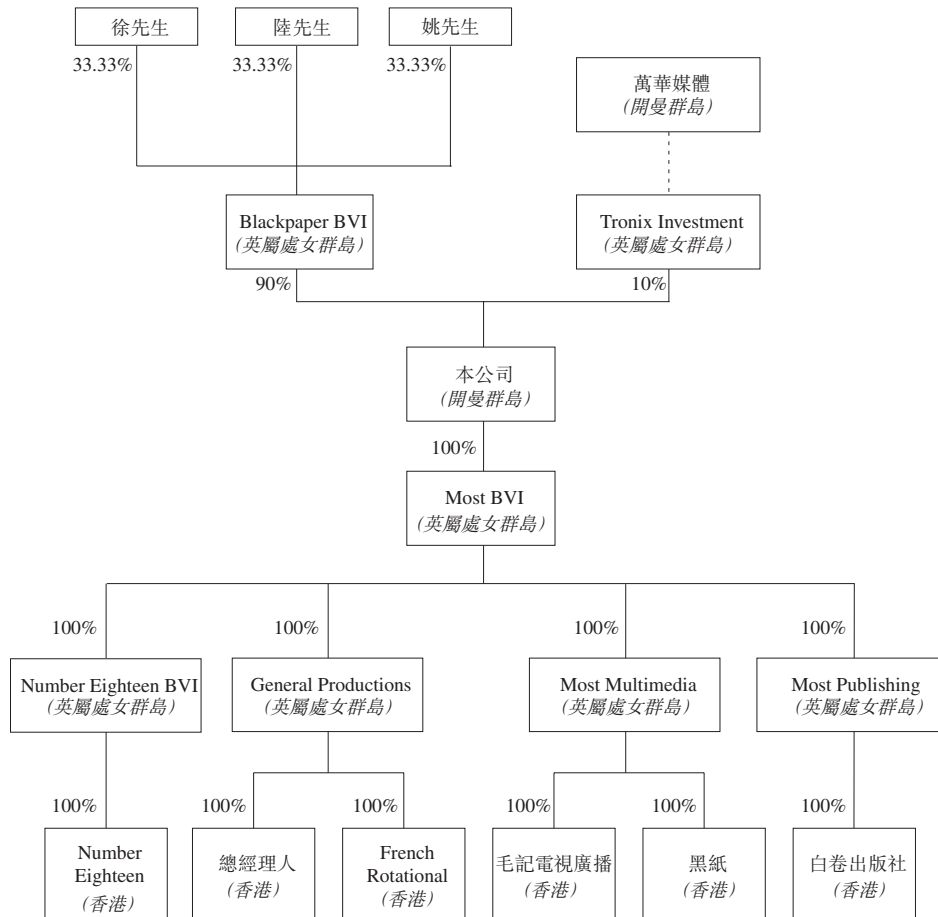 徐先生
陸先生
姚先生
33.33%
33.33%
33.33%
萬華媒體
(開曼群島)
Blackpaper BVI
(英屬處女群島)
Tronix Investment
(英屬處女群島)
90%
10%
本公司
(開曼群島)
100%
Most BVI
(英屬處女群島)
100%
100%
100%
100%
Number Eighteen BVI
(英屬處女群島)
General Productions
(英屬處女群島)
Most Multimedia
(英屬處女群島)
Most Publishing
(英屬處女群島)
100%
100%
100%
100%
100%
100%
Number
Eighteen
(香港)
總經理人
(香港)
French
Rotational
(香港)
毛記電視廣播
(香港)
黑紙
(香港)
白卷出版社
(香港)